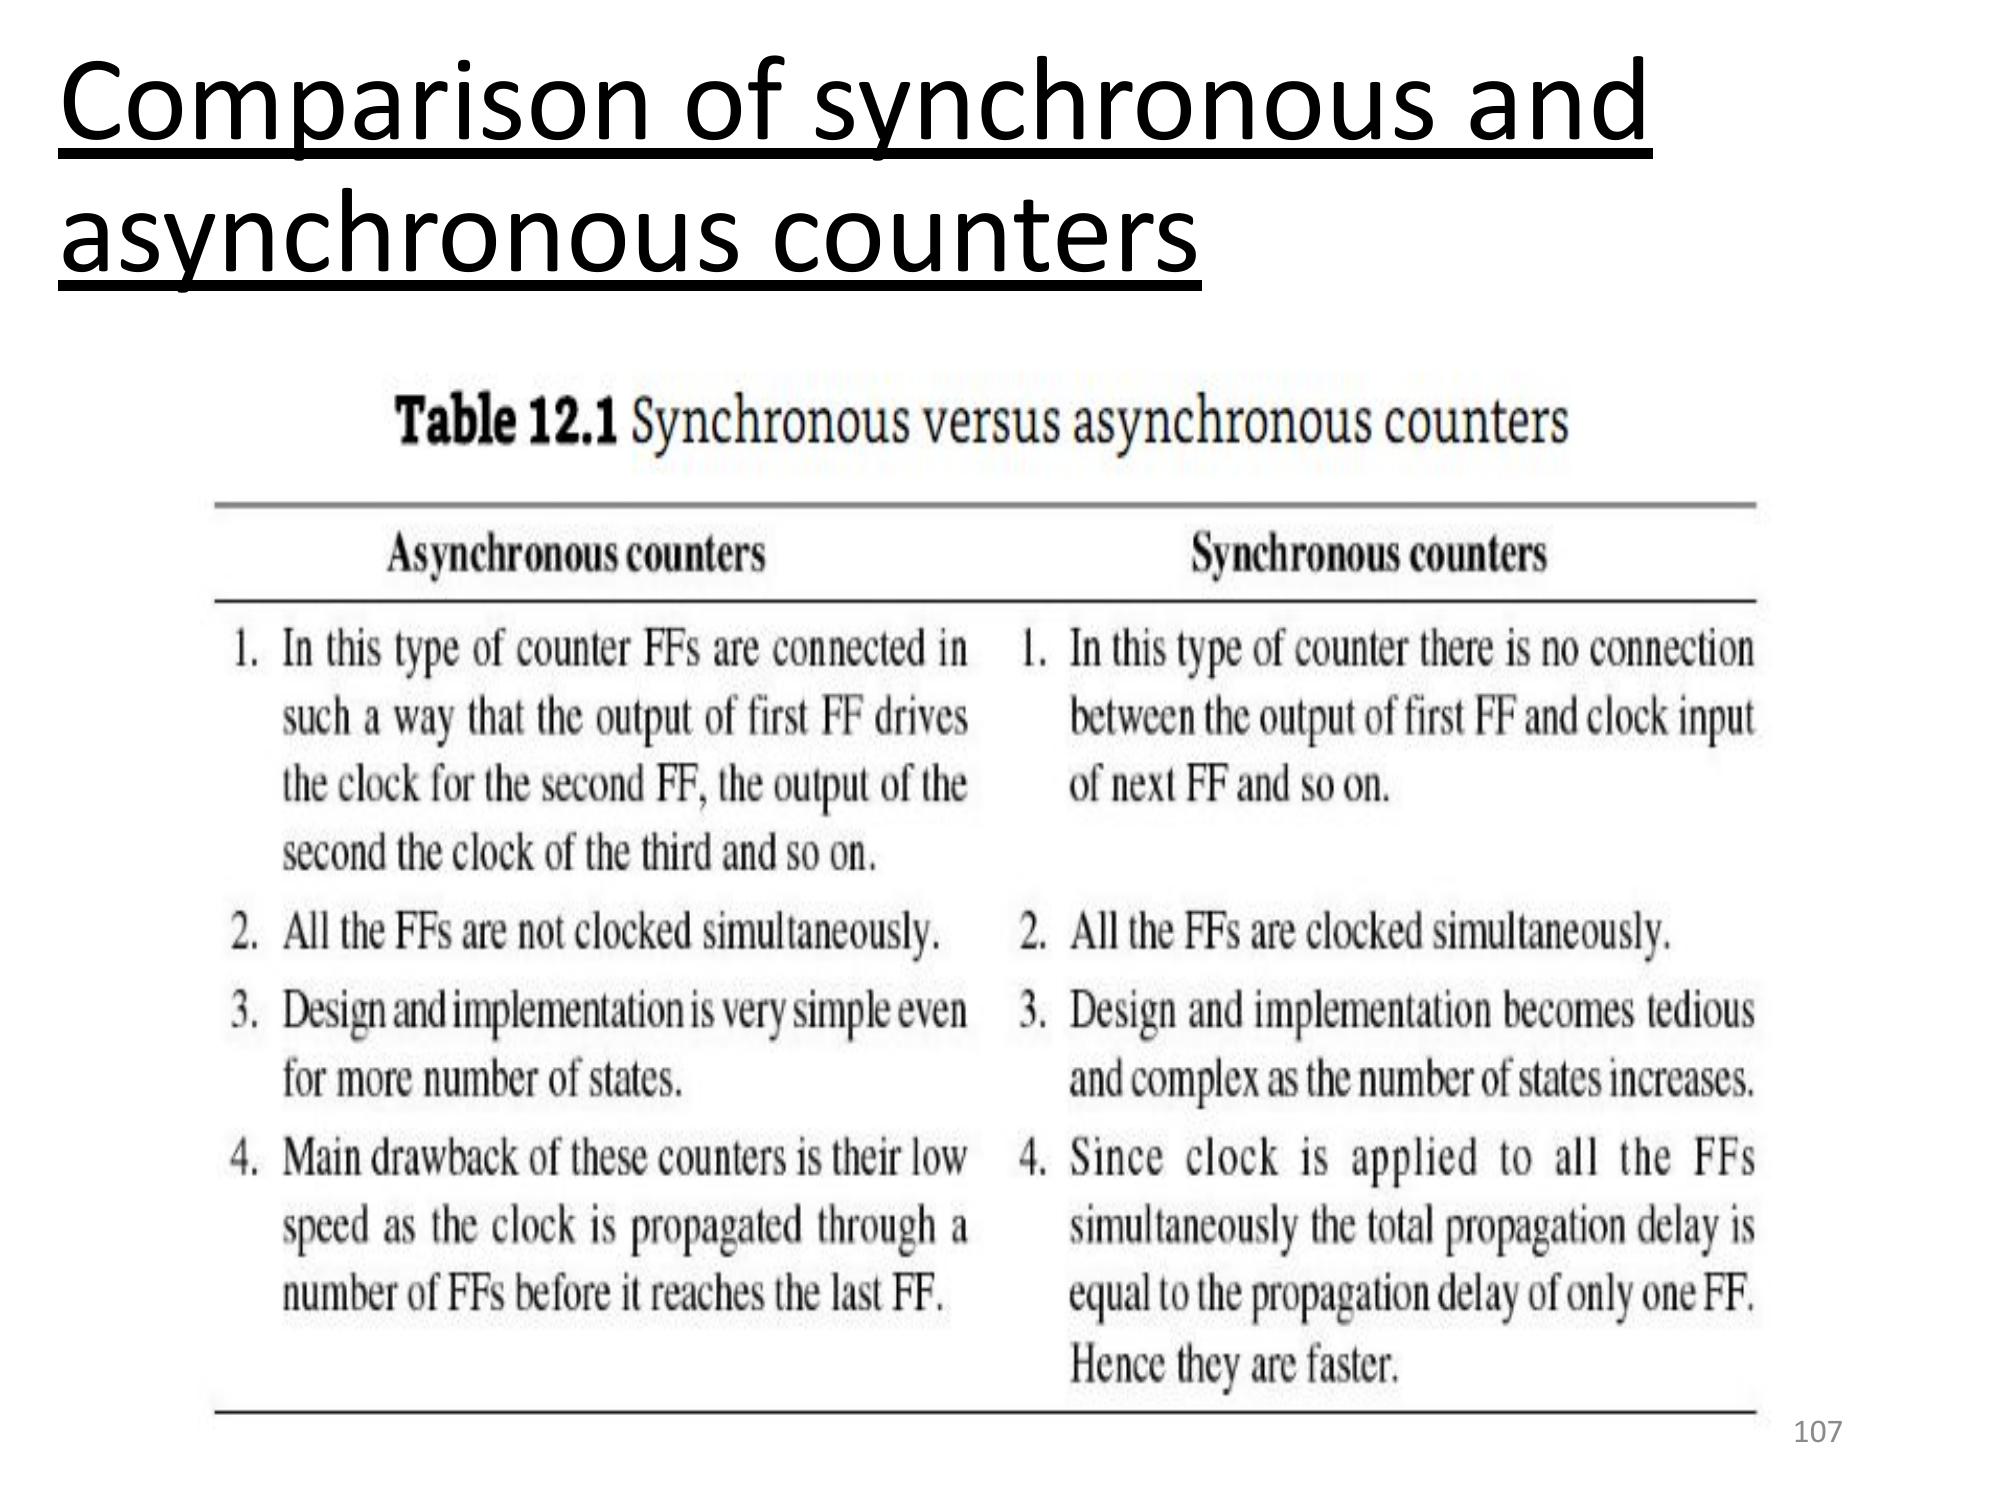 Comparison of synchronous and
asynchronous counters
Table 12.1 Synchronous versus asynchronous counters
Asynchronous counters
1. In this type of counter FFs are connected in
such a way that the output of first FF drives
the clock for the second FF, the output of the
second the clock of the third and so on.
2. All the FFs are not clocked simultaneously.
3. Design and implementation is very simple even
for more number of states.
4. Main drawback of these counters is their low
speed as the clock is propagated through a
number of FFs before it reaches the last FF.
Synchronous counters
1. In this type of counter there is no connection
between the output of first FF and clock input
of next FF and so on.
2. All the FFs are clocked simultaneously.
3. Design and implementation becomes tedious
and complex as the number of states increases.
4. Since clock is applied to all the FFs
simultaneously the total propagation delay is
equal to the propagation delay of only one FF.
Hence they are faster.
107